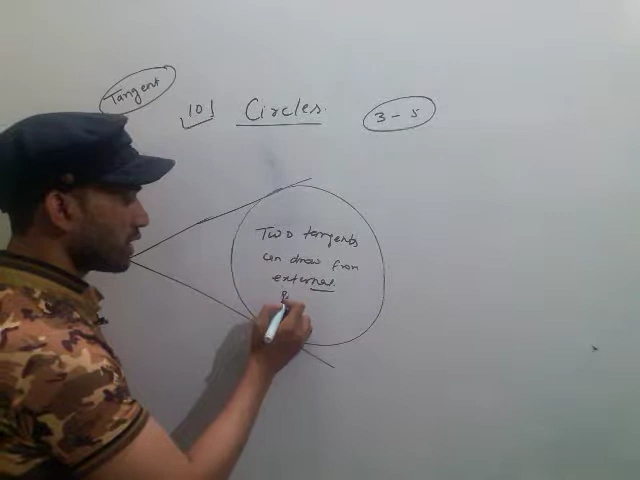 Tangent
10)
Circles.
3 - 5
Two tangents
can draw from
external.
P